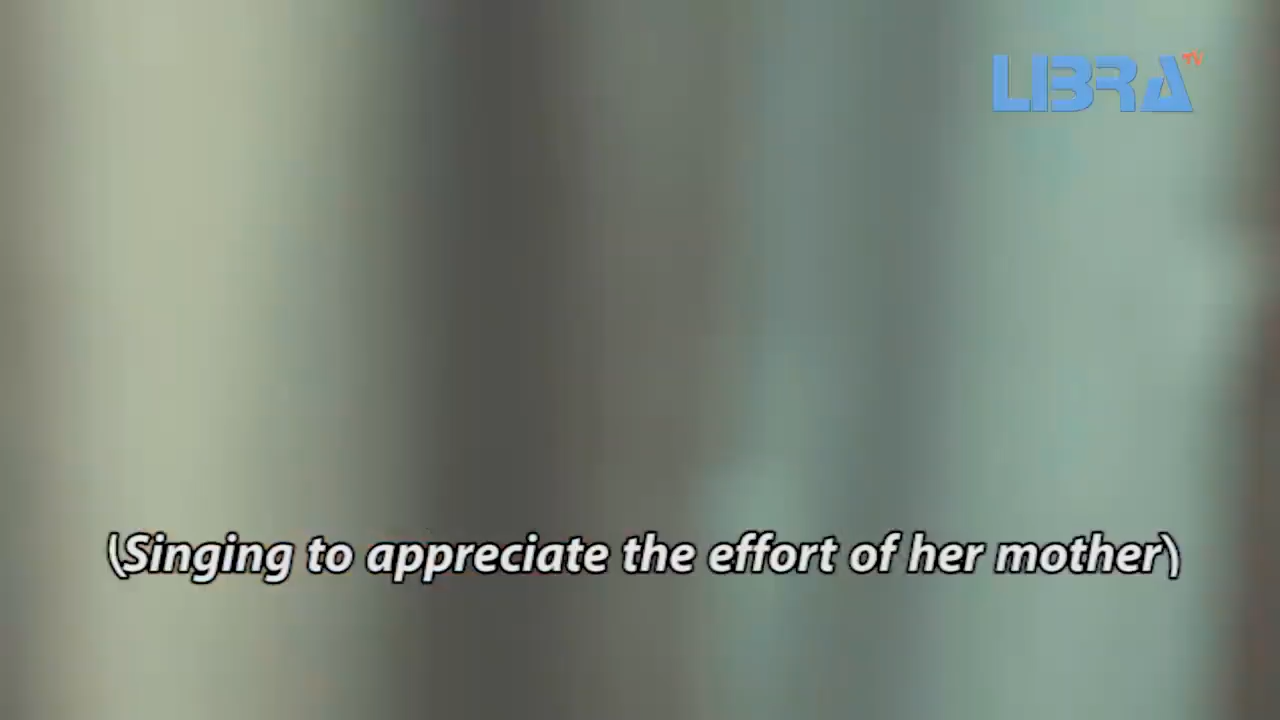 LIBRA TV
(Singing to appreciate the effort of her mother)